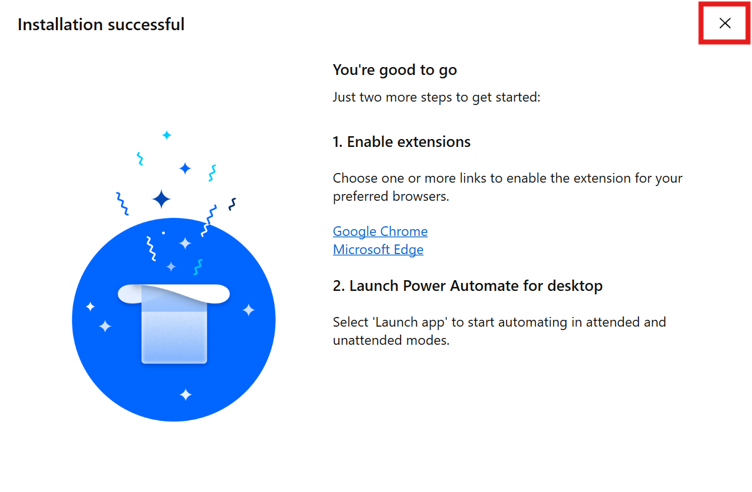 Installation successful
You're good to go
Just two more steps to get started:
1. Enable extensions
Choose one or more links to enable the extension for your
preferred browsers.
Google Chrome
Microsoft Edge
2. Launch Power Automate for desktop
Select 'Launch app' to start automating in attended and
unattended modes.